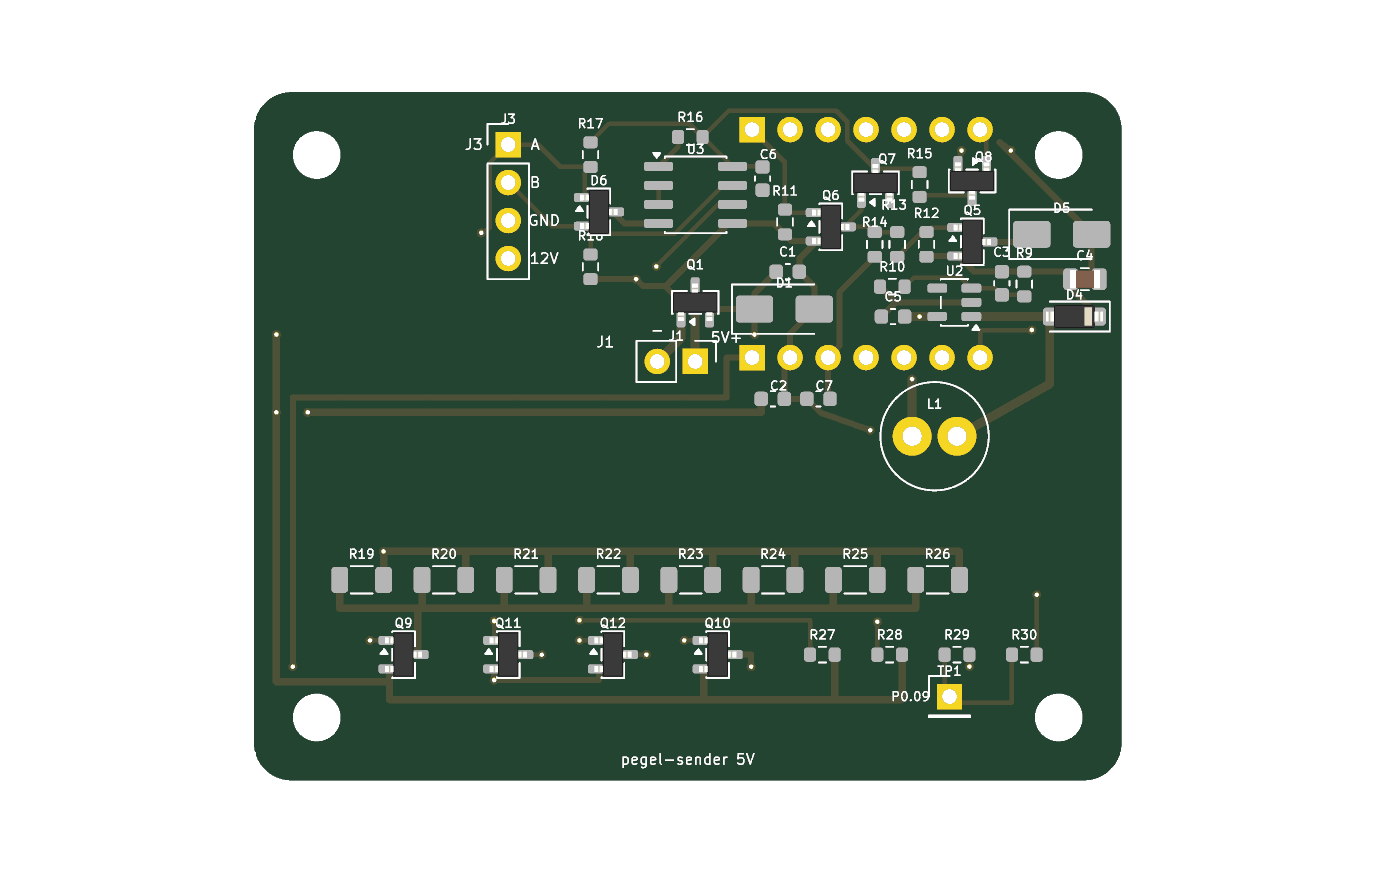 J3
R16
R17
J3
A
U3
C6
Q7
R15
Q8
B
D6
R11
Q6
R13
R12
Q5
D5
GND
R18
R14
12V
C1
C3
R9
C4
Q1
D1
R10
U2
C5
D4
J1
−
J1
5V+
C2
C7
L1
R19
R20
R21
R22
R23
R24
R25
R26
Q9
Q11
Q12
Q10
R27
R28
R29
R30
TP1
P0.09
pegel-sender 5V